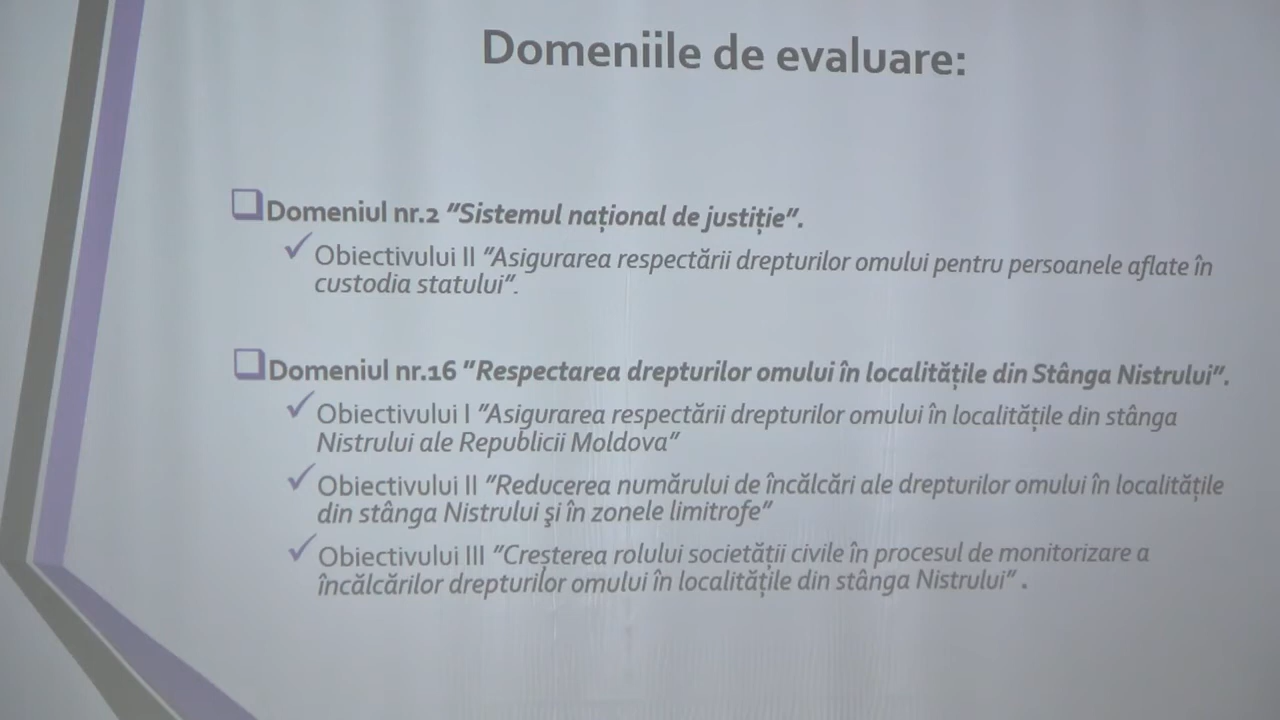 Domeniile de evaluare:
Domeniul nr.2 "Sistemul național de justiție".
Obiectivului II "Asigurarea respectării drepturilor omului pentru persoanele aflate în
custodia statului".
Domeniul nr.16 "Respectarea drepturilor omului în localitățile din Stânga Nistrului".
Obiectivului I "Asigurarea respectării drepturilor omului în localitățile din stânga
Nistrului ale Republicii Moldova"
Obiectivului II "Reducerea numărului de încălcări ale drepturilor omului în localitățile
din stânga Nistrului şi în zonele limitrofe"
Obiectivului III "Creșterea rolului societății civile în procesul de monitorizare a
încălcărilor drepturilor omului în localitățile din stânga Nistrului" .